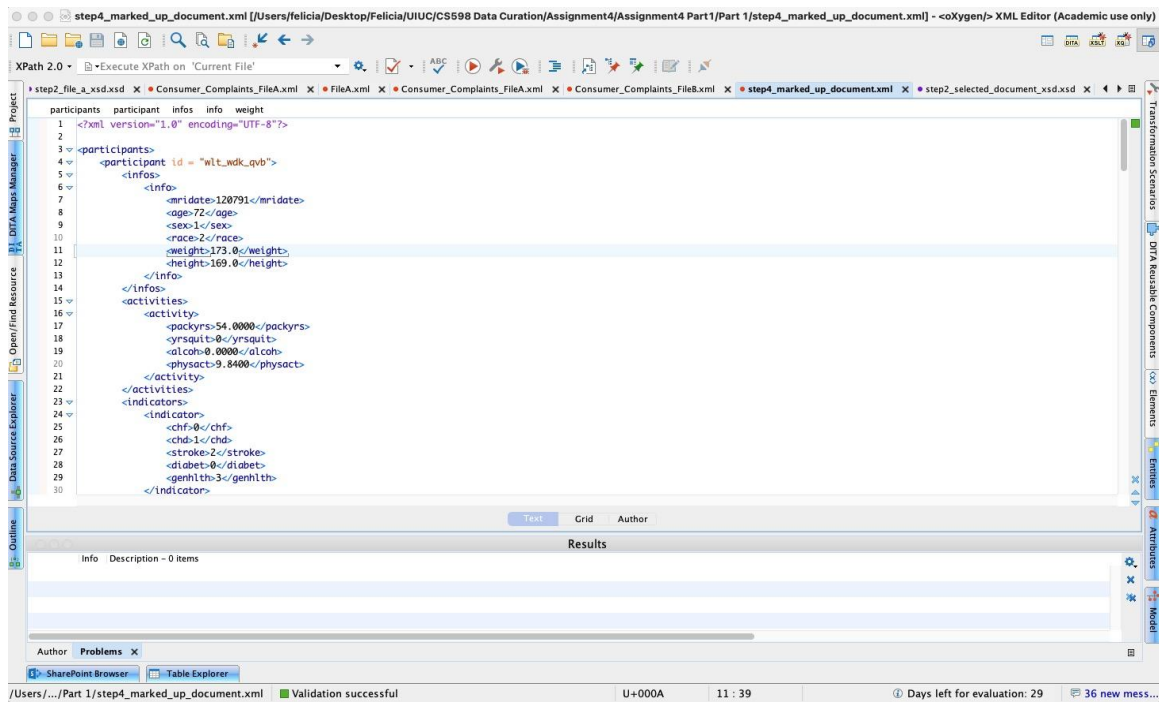 step4_marked_up_document.xml [/Users/felicia/Desktop/Felicia/UIUC/CS598 Data Curation/Assignment4/Assignment4 Part1/Part 1/step4_marked_up_document.xml] - <oXygen/> XML Editor (Academic use only)
DITA XSLT XQ
XPath 2.0 Execute XPath on 'Current File' ABC
step2_file_a_xsd.xsd Consumer_Complaints_FileA.xml FileA.xml Consumer_Complaints_FileA.xml Consumer_Complaints_FileB.xml step4_marked_up_document.xml step2_selected_document_xsd.xsd
participants participant infos info weight
1 <?xml version="1.0" encoding="UTF-8"?>
2
3 <participants>
4 <participant id = "wlt_wdk_qvb">
5 <infos>
6 <info>
7 <mridate>120791</mridate>
8 <age>72</age>
9 <sex>1</sex>
10 <race>2</race>
11 <weight>173.0</weight>
12 <height>169.0</height>
13 </info>
14 </infos>
15 <activities>
16 <activity>
17 <packyrs>54.0000</packyrs>
18 <yrsquit>0</yrsquit>
19 <alcoh>0.0000</alcoh>
20 <physact>9.8400</physact>
21 </activity>
22 </activities>
23 <indicators>
24 <indicator>
25 <chf>0</chf>
26 <chd>1</chd>
27 <stroke>2</stroke>
28 <diabet>0</diabet>
29 <genhlth>3</genhlth>
30 </indicator>
Project
DITA Maps Manager
Open/Find Resource
Data Source Explorer
Outline
Transformation Scenarios
DITA Reusable Components
Elements
Entities
Attributes
Model
Text Grid Author
Results
Info Description – 0 items
Author Problems
SharePoint Browser Table Explorer
/Users/.../Part 1/step4_marked_up_document.xml Validation successful U+000A 11 : 39 Days left for evaluation: 29 36 new mess...